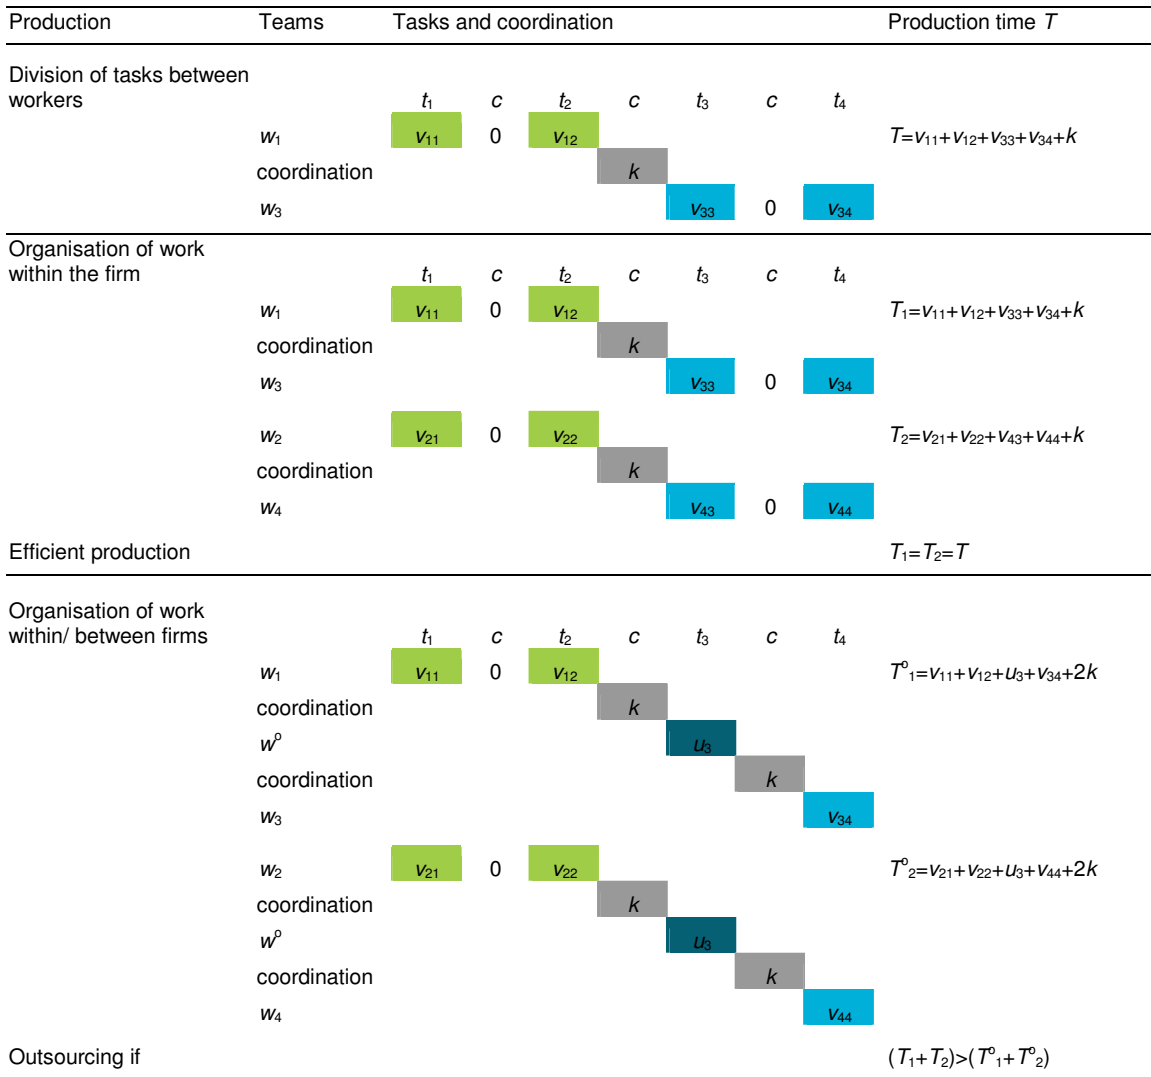 Production Teams Tasks and coordination Production time T
Division of tasks between
workers t1 c t2 c t3 c t4
w1 v11 0 v12 T=v11+v12+v33+v34+k
coordination k
w3 v33 0 v34
Organisation of work
within the firm t1 c t2 c t3 c t4
w1 v11 0 v12 T1=v11+v12+v33+v34+k
coordination k
w3 v33 0 v34
w2 v21 0 v22 T2=v21+v22+v43+v44+k
coordination k
w4 v43 0 v44
Efficient production T1=T2=T
Organisation of work
within/ between firms t1 c t2 c t3 c t4
w1 v11 0 v12 To1=v11+v12+u3+v34+2k
coordination k
wo u3
coordination k
w3 v34
w2 v21 0 v22 To2=v21+v22+u3+v44+2k
coordination k
wo u3
coordination k
w4 v44
Outsourcing if (T1+T2)>(To1+To2)